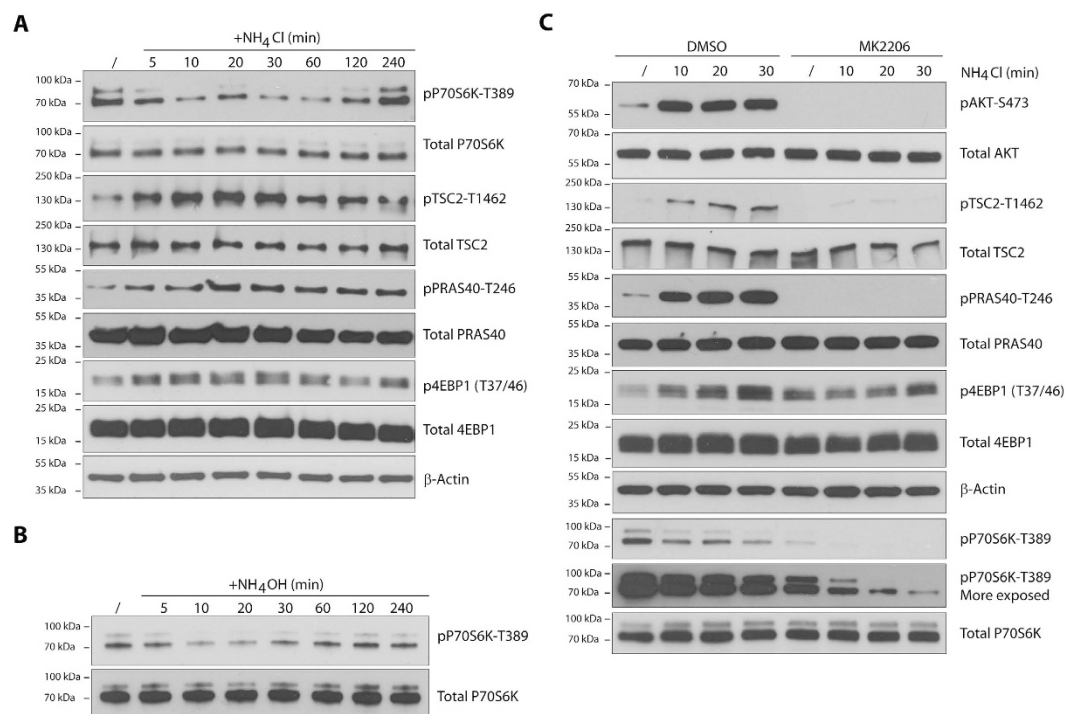 A
+NH4 Cl (min)
/ 5 10 20 30 60 120 240
100 kDa
70 kDa
pP70S6K-T389
100 kDa
70 kDa
Total P70S6K
250 kDa
130 kDa
pTSC2-T1462
250 kDa
130 kDa
Total TSC2
55 kDa
35 kDa
pPRAS40-T246
55 kDa
35 kDa
Total PRAS40
25 kDa
15 kDa
p4EBP1 (T37/46)
25 kDa
15 kDa
Total 4EBP1
55 kDa
35 kDa
β-Actin
B
+NH4OH (min)
/ 5 10 20 30 60 120 240
100 kDa
70 kDa
pP70S6K-T389
100 kDa
70 kDa
Total P70S6K
C
DMSO MK2206
/ 10 20 30 / 10 20 30 NH4Cl (min)
70 kDa
55 kDa
pAKT-S473
70 kDa
55 kDa
Total AKT
250 kDa
130 kDa
pTSC2-T1462
250 kDa
130 kDa
Total TSC2
55 kDa
35 kDa
pPRAS40-T246
55 kDa
35 kDa
Total PRAS40
25 kDa
15 kDa
p4EBP1 (T37/46)
25 kDa
15 kDa
Total 4EBP1
55 kDa
35 kDa
β-Actin
100 kDa
70 kDa
pP70S6K-T389
100 kDa
70 kDa
pP70S6K-T389
More exposed
100 kDa
70 kDa
Total P70S6K